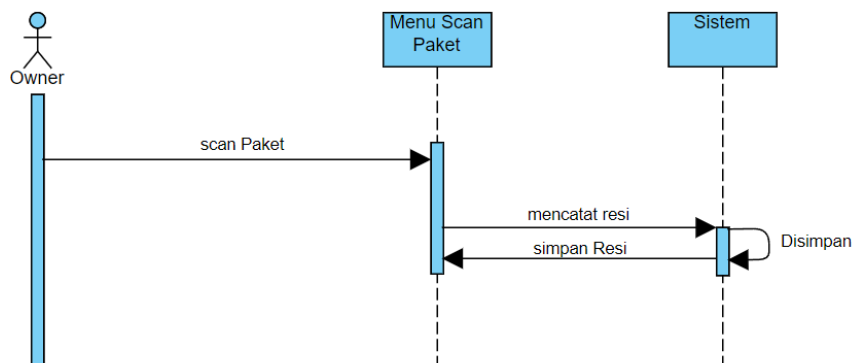 Menu Scan
Paket
Sistem
Owner
scan Paket
mencatat resi
simpan Resi
Disimpan